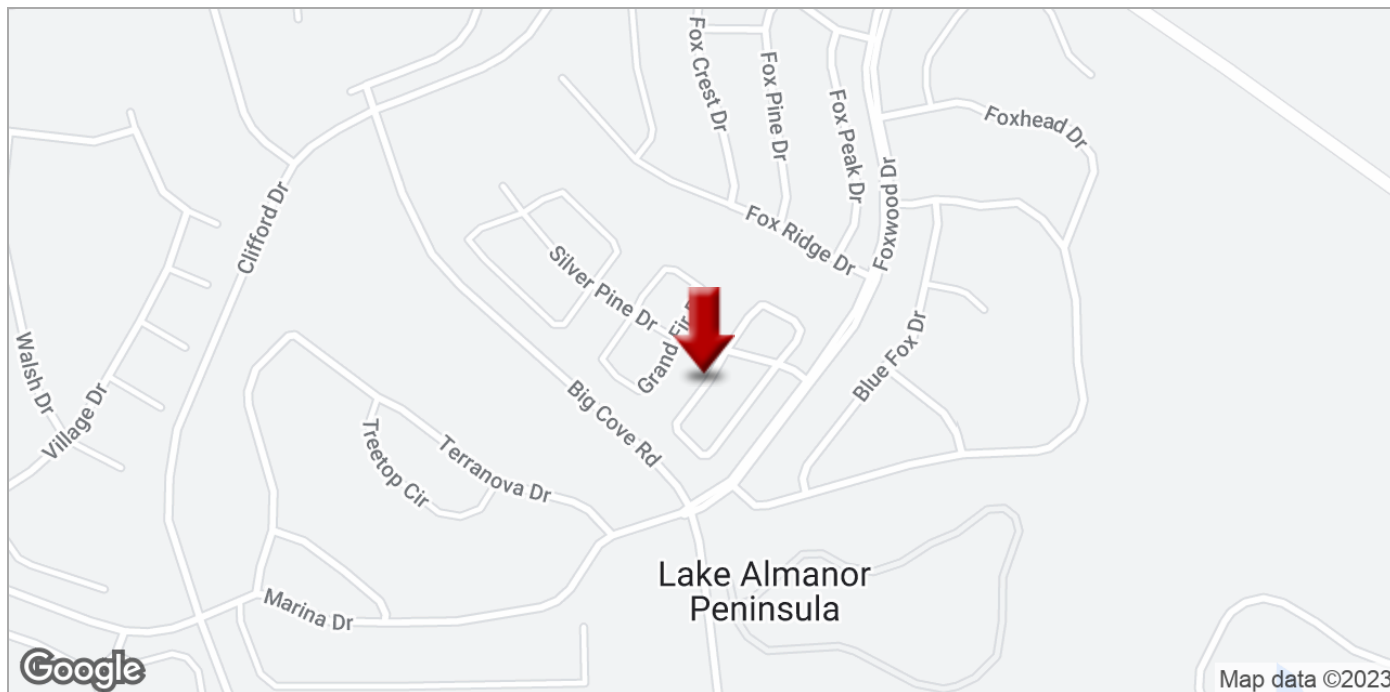 Fox Crest Dr
Fox Pine Dr
Fox Peak Dr
Foxhead Dr
Foxwood Dr
Clifford Dr
Fox Ridge Dr
Silver Pine Dr
Grand Fir
Blue Fox Dr
Walsh Dr
Village Dr
Big Cove Rd
Treetop Cir
Terranova Dr
Lake Almanor
Peninsula
Marina Dr
Google
Map data ©2023